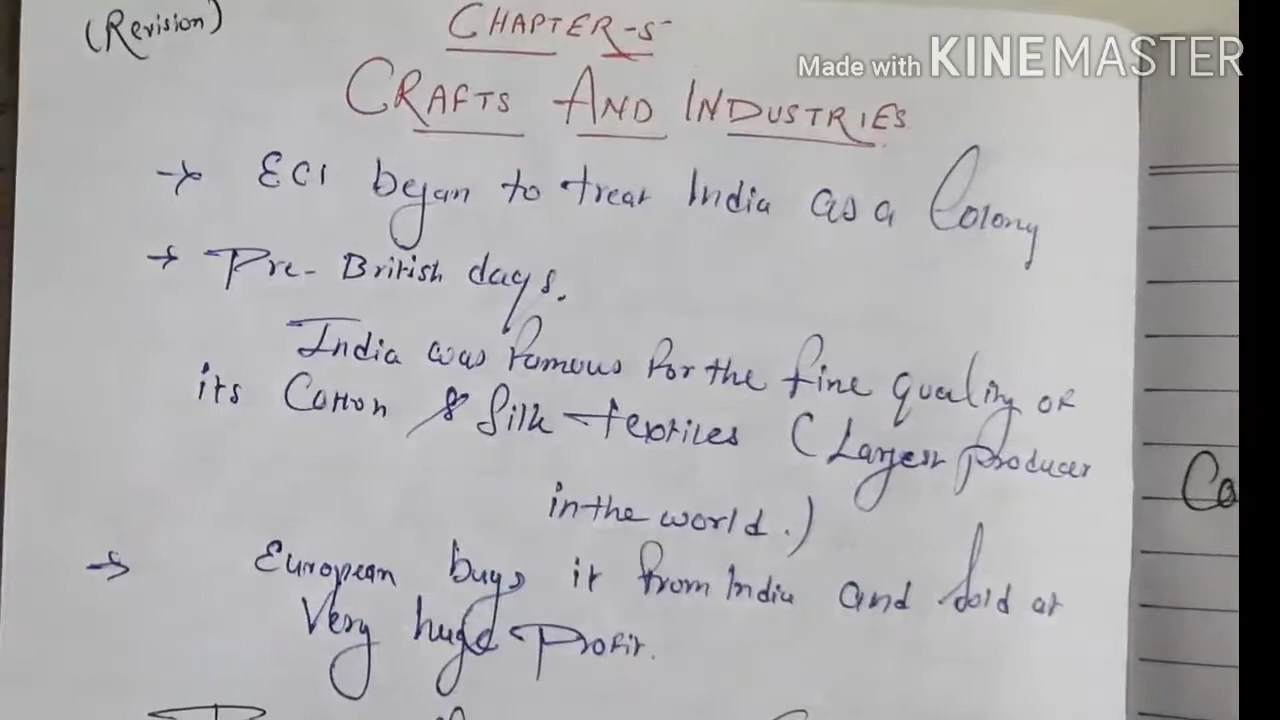 (Revision)
CHAPTER-5
Made with KINEMASTER
CRAFTS AND INDUSTRIES
→ ECI began to treat India as a Colony
→ Pre-British days.
India was famous for the fine quality of
its Cotton & Silk textiles (Largest producer
in the world.)
Co
→ European buys it from India and sold at
Very huge Profit.